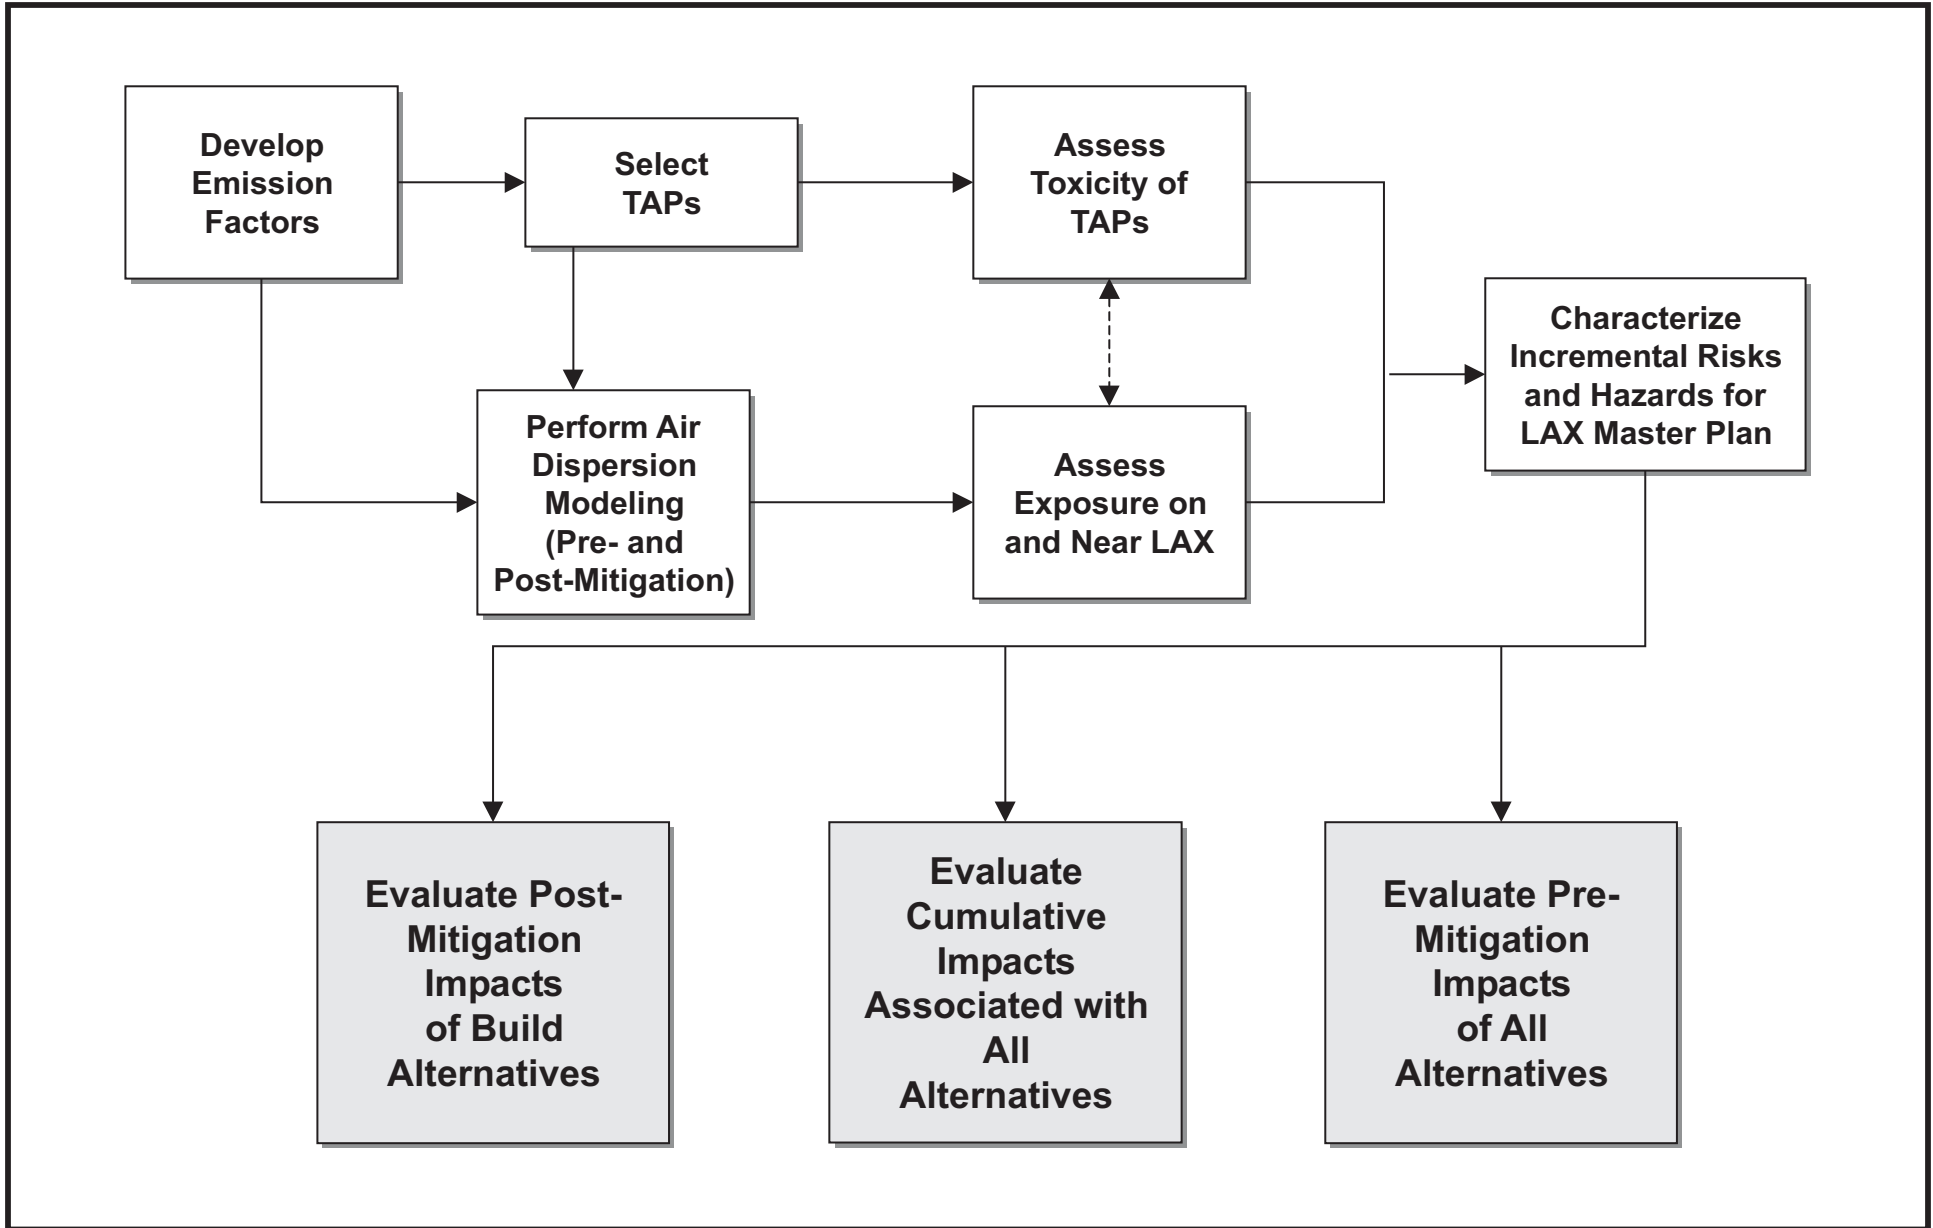 Develop
Emission
Factors
Select
TAPs
Assess
Toxicity of
TAPs
Characterize
Incremental Risks
and Hazards for
LAX Master Plan
Perform Air
Dispersion
Modeling
(Pre- and
Post-Mitigation)
Assess
Exposure on
and Near LAX
Evaluate Post-
Mitigation
Impacts
of Build
Alternatives
Evaluate
Cumulative
Impacts
Associated with
All
Alternatives
Evaluate Pre-
Mitigation
Impacts
of All
Alternatives